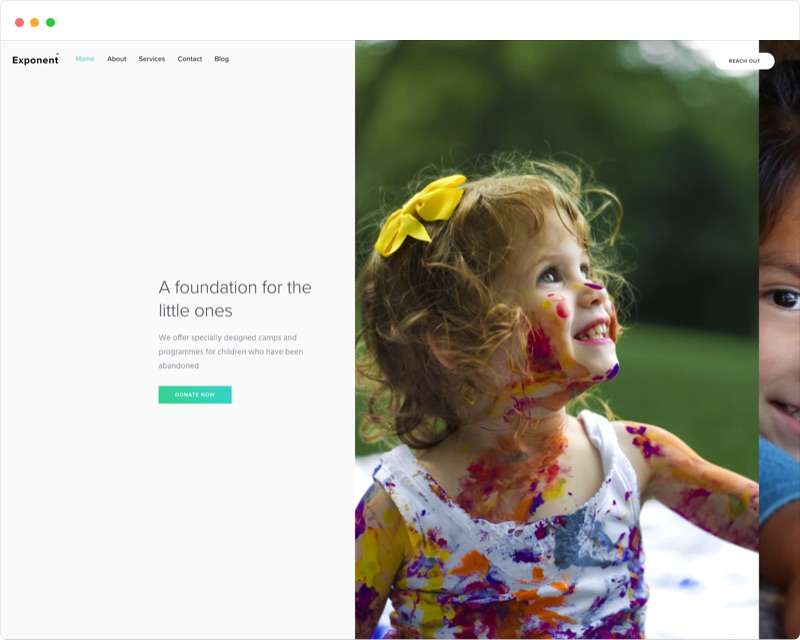 Exponent
Home About Services Contact Blog
REACH OUT
A foundation for the
little ones
We offer specially designed camps and
programmes for children who have been
abandoned
DONATE NOW